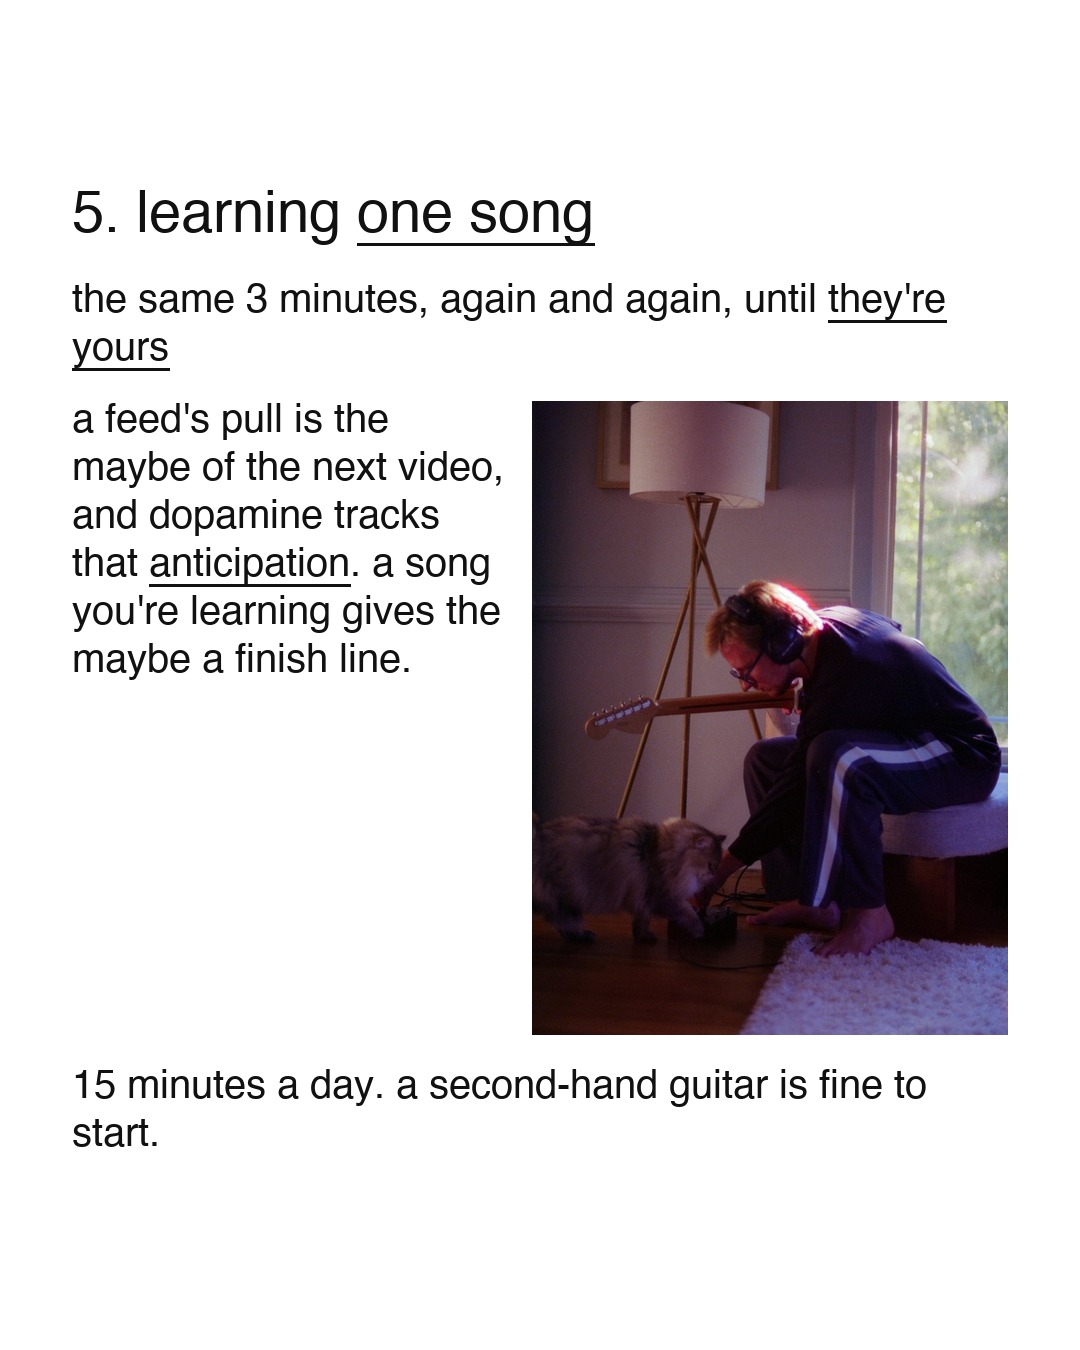 5. learning one song
the same 3 minutes, again and again, until they're
yours
a feed's pull is the
maybe of the next video,
and dopamine tracks
that anticipation. a song
you're learning gives the
maybe a finish line.
15 minutes a day. a second-hand guitar is fine to
start.